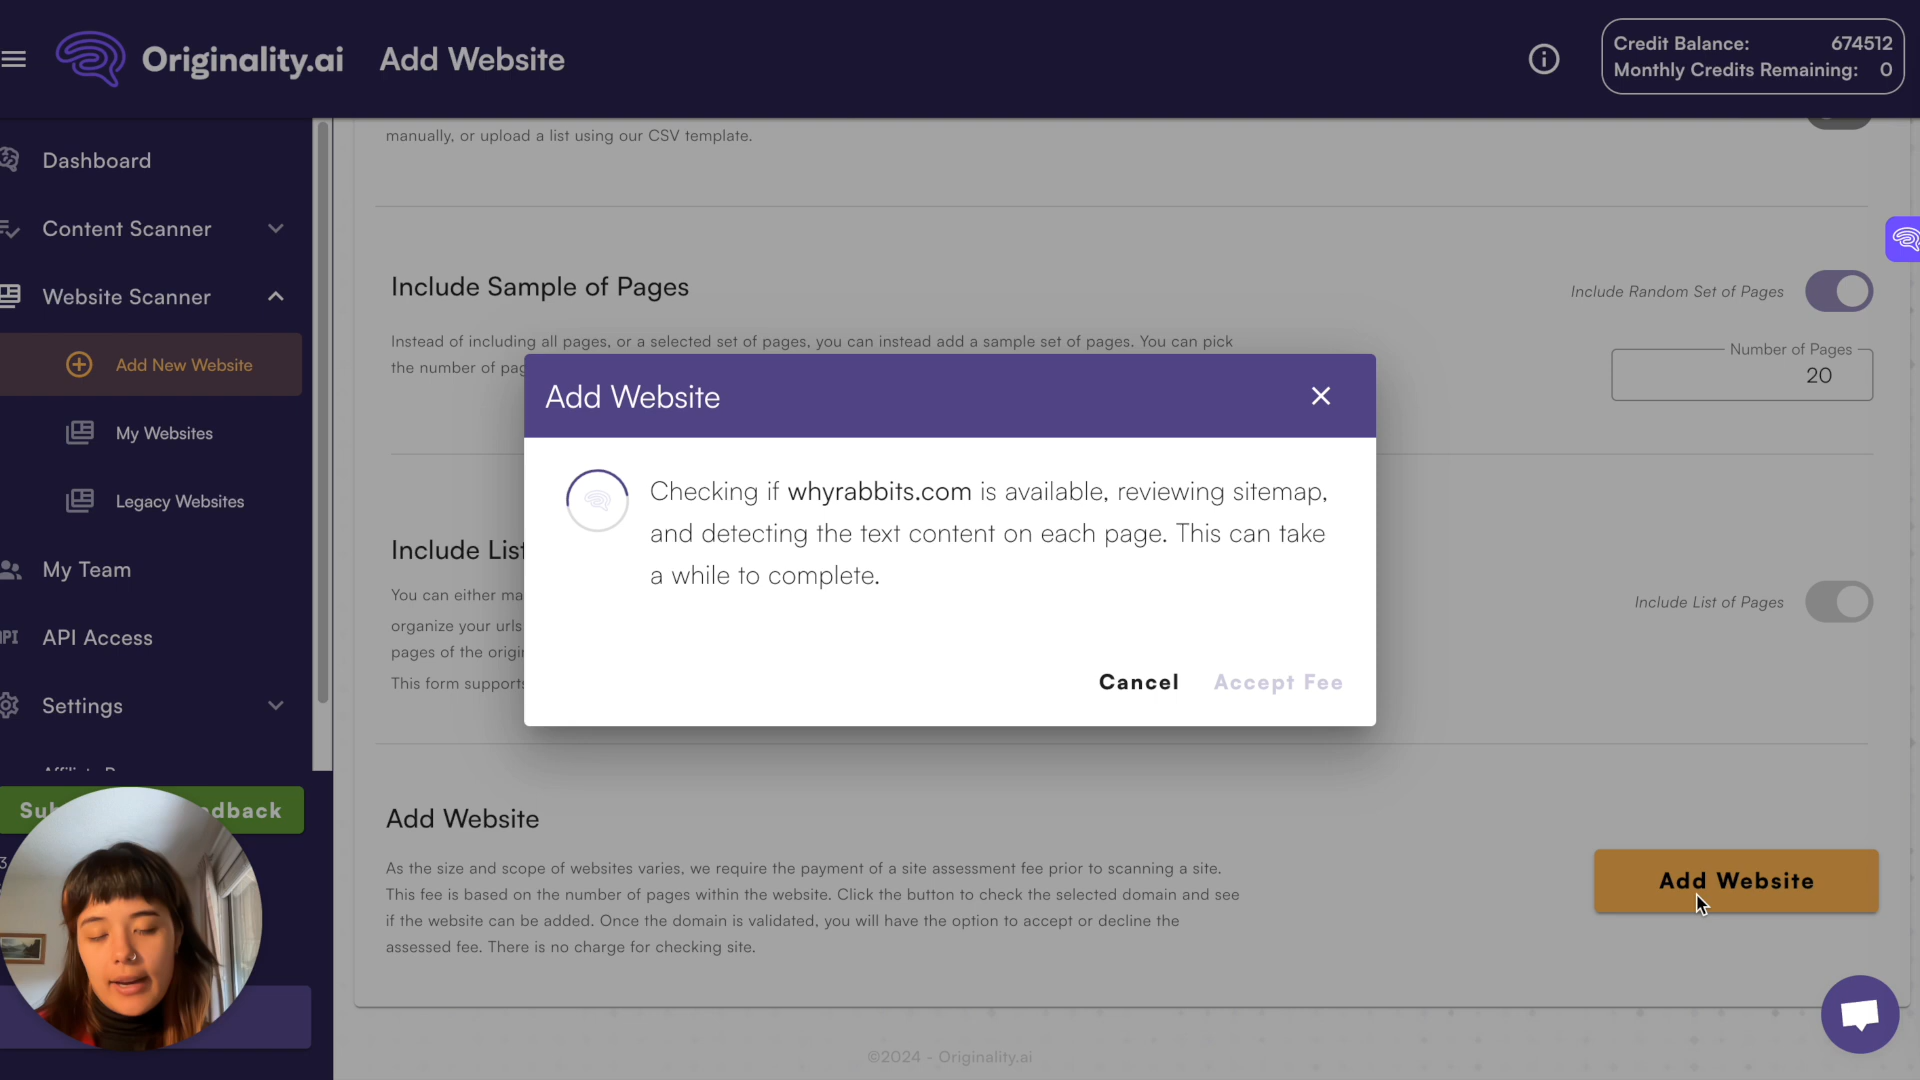 Originality.ai
Add Website
Credit Balance: 674512
Monthly Credits Remaining: 0
Dashboard
Content Scanner
Website Scanner
Add New Website
My Websites
Legacy Websites
My Team
API Access
Settings
manually, or upload a list using our CSV template.
Include Sample of Pages
Include Random Set of Pages
Instead of including all pages, or a selected set of pages, you can instead add a sample set of pages. You can pick
the number of
Number of Pages
20
Add Website
Checking if whyrabbits.com is available, reviewing sitemap,
and detecting the text content on each page. This can take
a while to complete.
Cancel
Accept Fee
Include
You can either
organize your urls
pages of the
This form
Include List of Pages
Add Website
As the size and scope of websites varies, we require the payment of a site assessment fee prior to scanning a site.
This fee is based on the number of pages within the website. Click the button to check the selected domain and see
if the website can be added. Once the domain is validated, you will have the option to accept or decline the
assessed fee. There is no charge for checking site.
Add Website
©2024 - Originality.ai